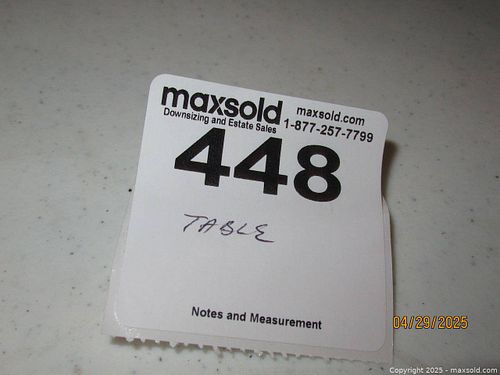 maxsold maxsold.com
Downsizing and Estate Sales 1-877-257-7799
448
TABLE
Notes and Measurement
04/29/2025
Copyright © 2025 - maxsold.com